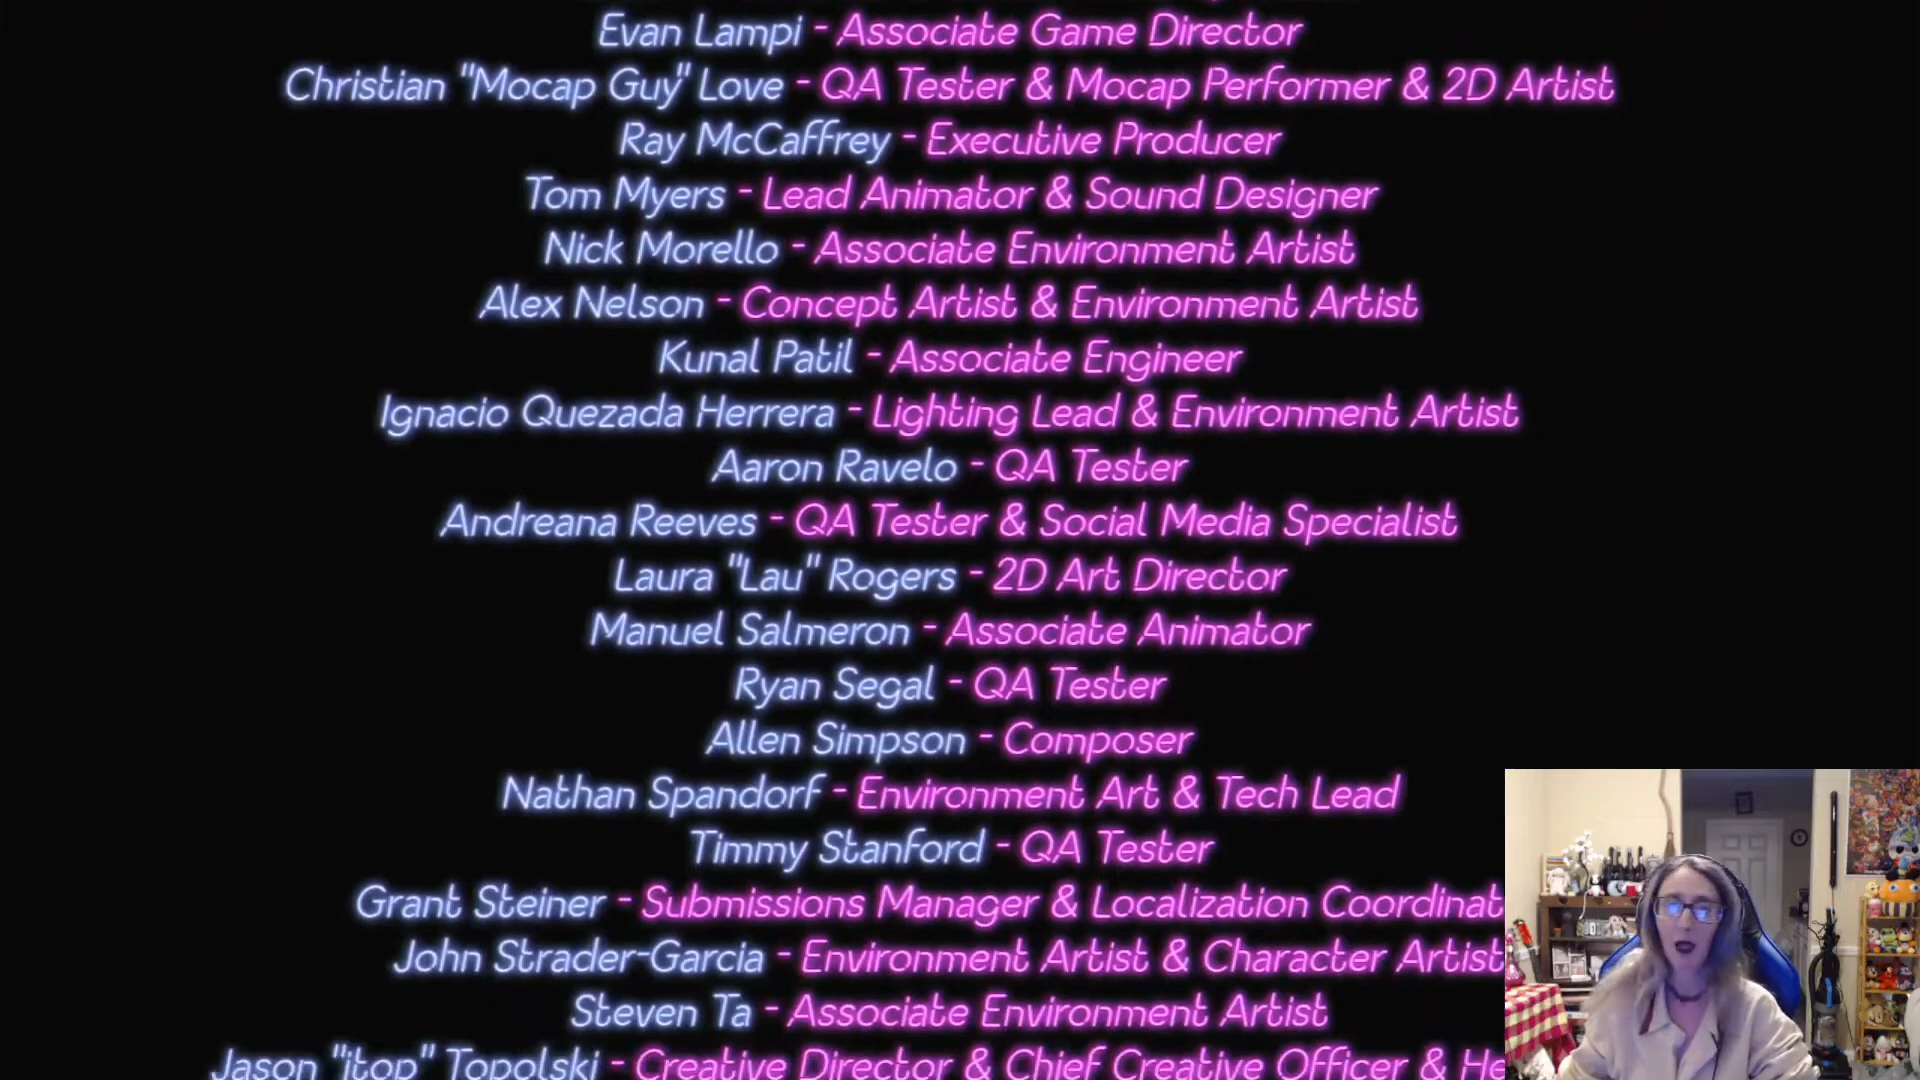 Evan Lampi - Associate Game Director
Christian "Mocap Guy" Love - QA Tester & Mocap Performer & 2D Artist
Ray McCaffrey - Executive Producer
Tom Myers - Lead Animator & Sound Designer
Nick Morello - Associate Environment Artist
Alex Nelson - Concept Artist & Environment Artist
Kunal Patil - Associate Engineer
Ignacio Quezada Herrera - Lighting Lead & Environment Artist
Aaron Ravelo - QA Tester
Andreana Reeves - QA Tester & Social Media Specialist
Laura "Lau" Rogers - 2D Art Director
Manuel Salmeron - Associate Animator
Ryan Segal - QA Tester
Allen Simpson - Composer
Nathan Spandorf - Environment Art & Tech Lead
Timmy Stanford - QA Tester
Grant Steiner - Submissions Manager & Localization Coordinat
John Strader-Garcia - Environment Artist & Character Artist
Steven Ta - Associate Environment Artist
Jason "jtop" Topolski - Creative Director & Chief Creative Officer & He